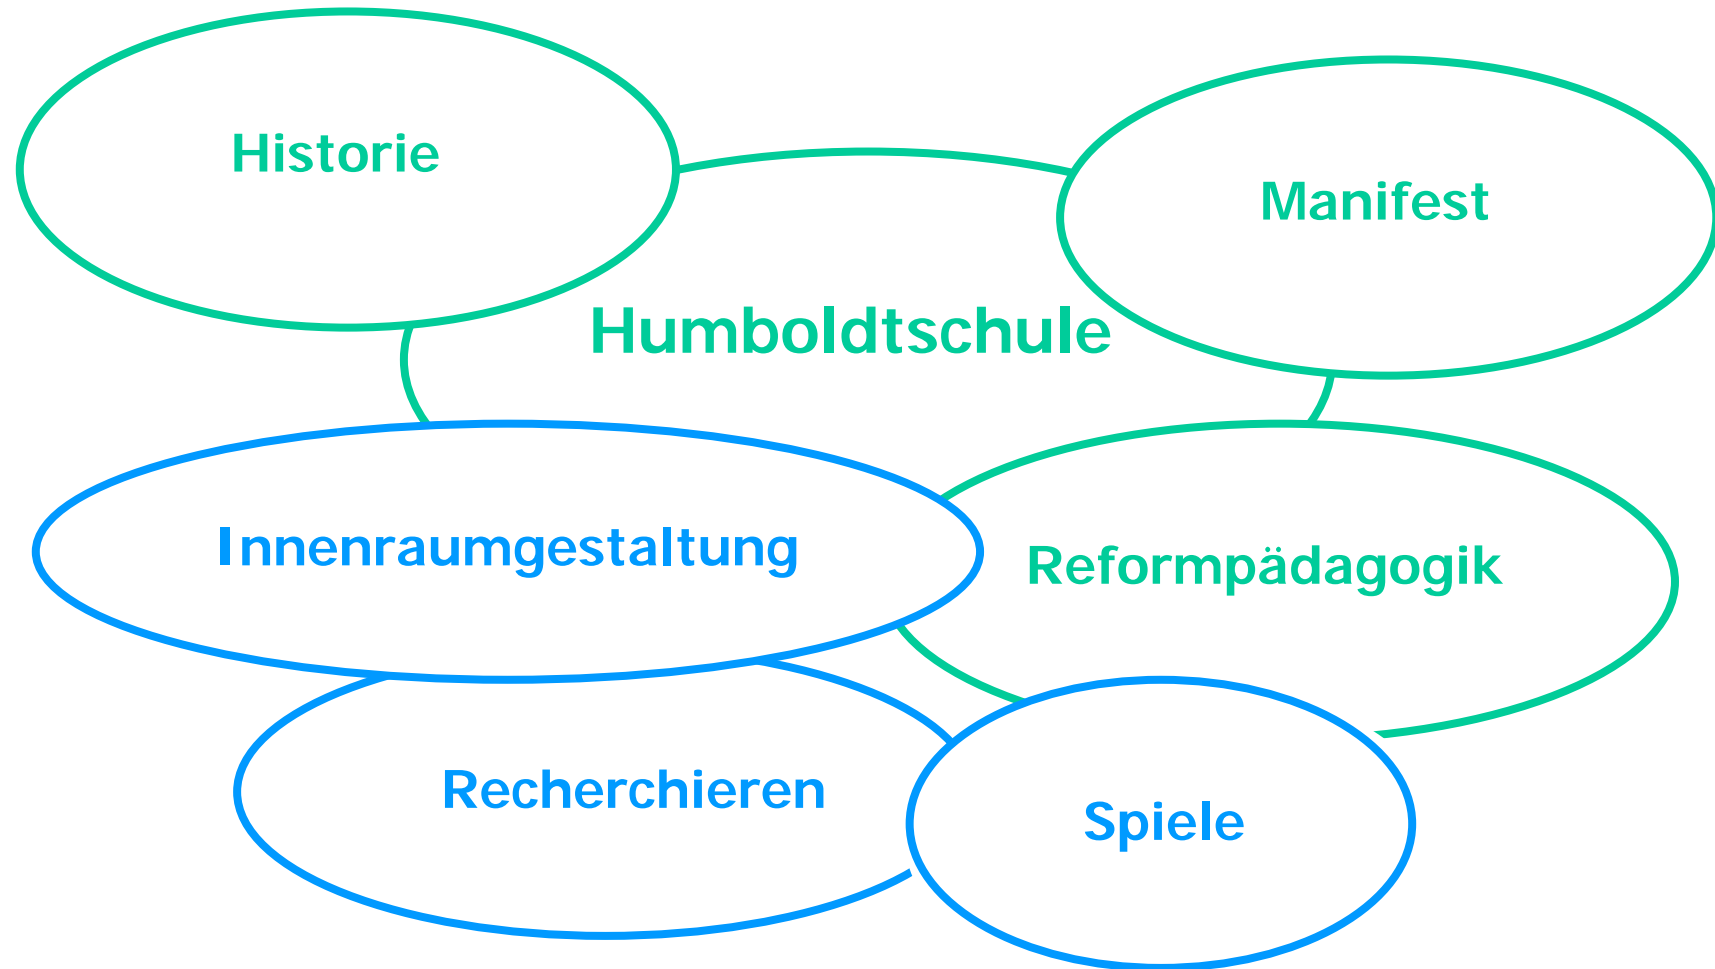 Historie
Manifest
Humboldtschule
Innenraumgestaltung
Reformpädagogik
Recherchieren
Spiele